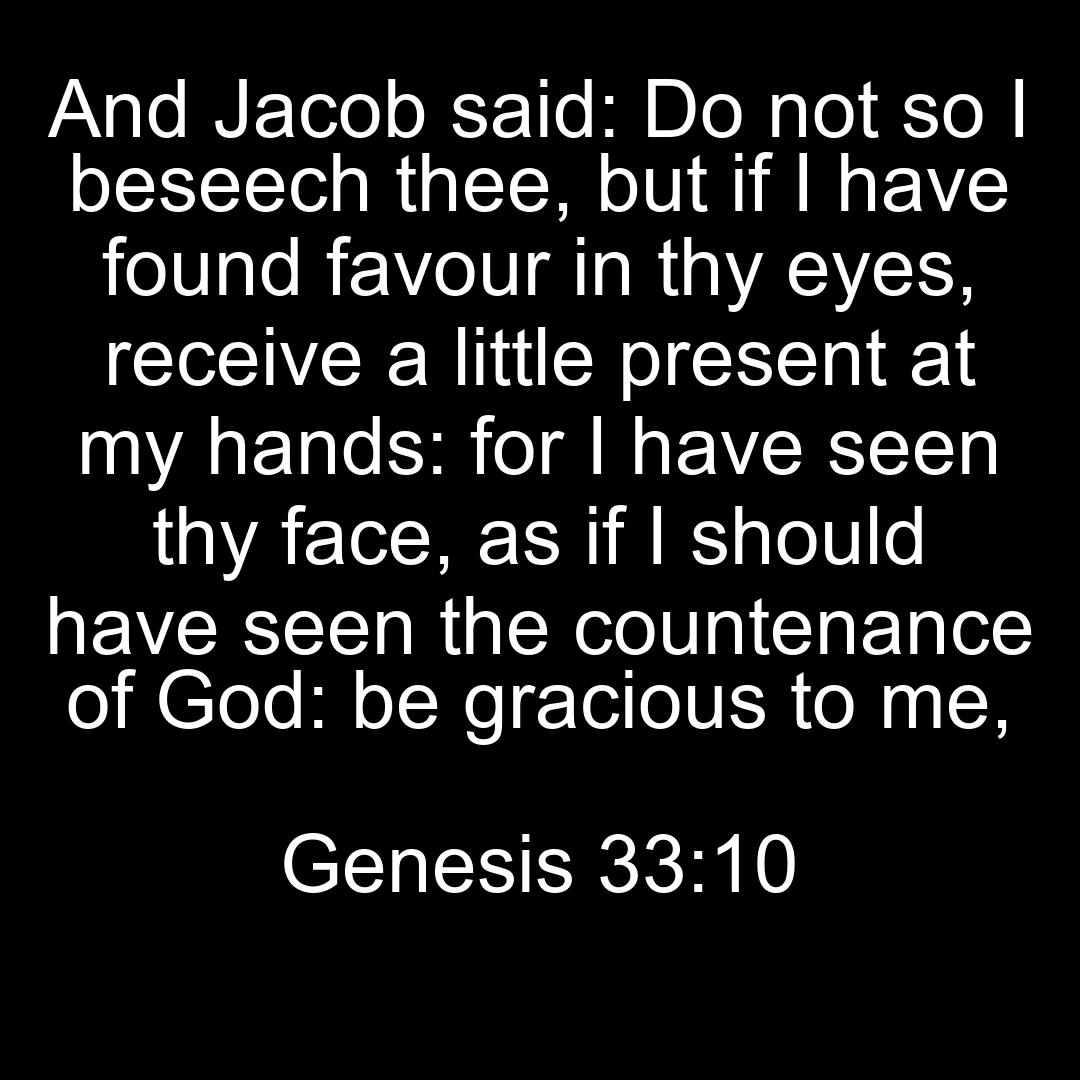 And Jacob said: Do not so I
beseech thee, but if I have
found favour in thy eyes,
receive a little present at
my hands: for I have seen
thy face, as if I should
have seen the countenance
of God: be gracious to me,
Genesis 33:10